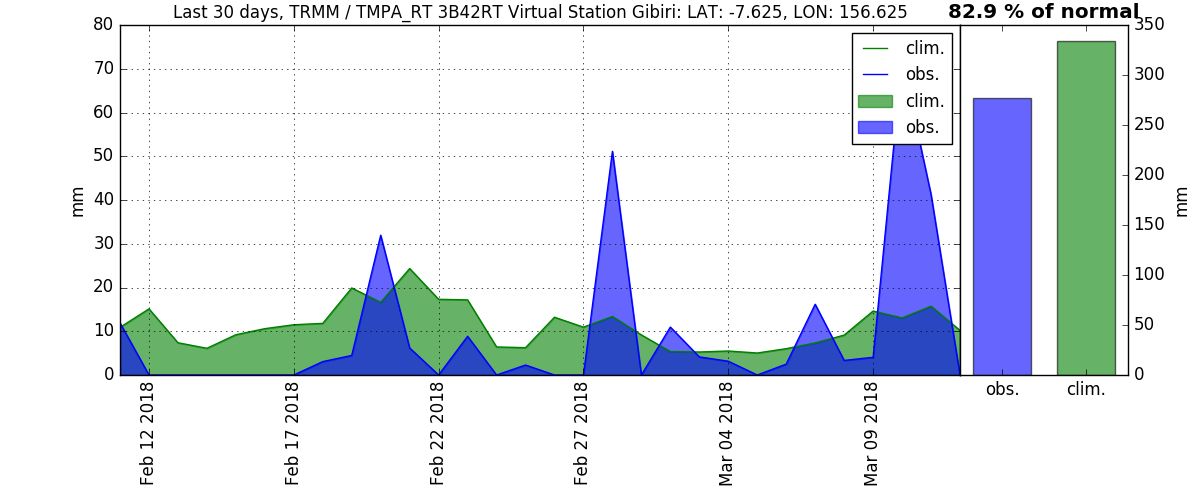 Last 30 days, TRMM / TMPA_RT 3B42RT Virtual Station Gibiri: LAT: -7.625, LON: 156.625
82.9 % of normal
80
70
60
50
40
30
20
10
0
mm
clim.
obs.
clim.
obs.
350
300
250
200
150
100
50
0
mm
Feb 12 2018
Feb 17 2018
Feb 22 2018
Feb 27 2018
Mar 04 2018
Mar 09 2018
obs.
clim.